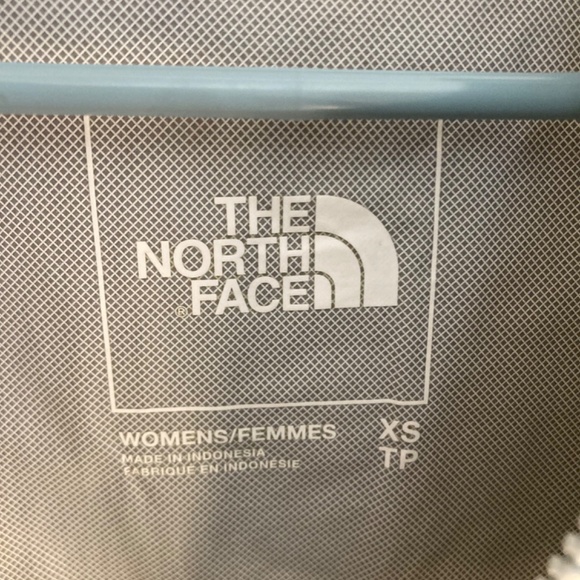 THE
NORTH
FACE
®
WOMENS/FEMMES XS
MADE IN INDONESIA TP
FABRIQUE EN INDONESIE